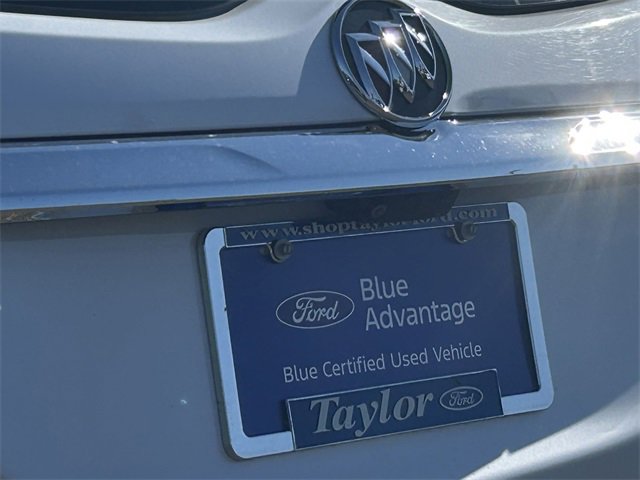 www.shoptaylorford.com
Ford
Blue
Advantage
Blue Certified Used Vehicle
Taylor Ford